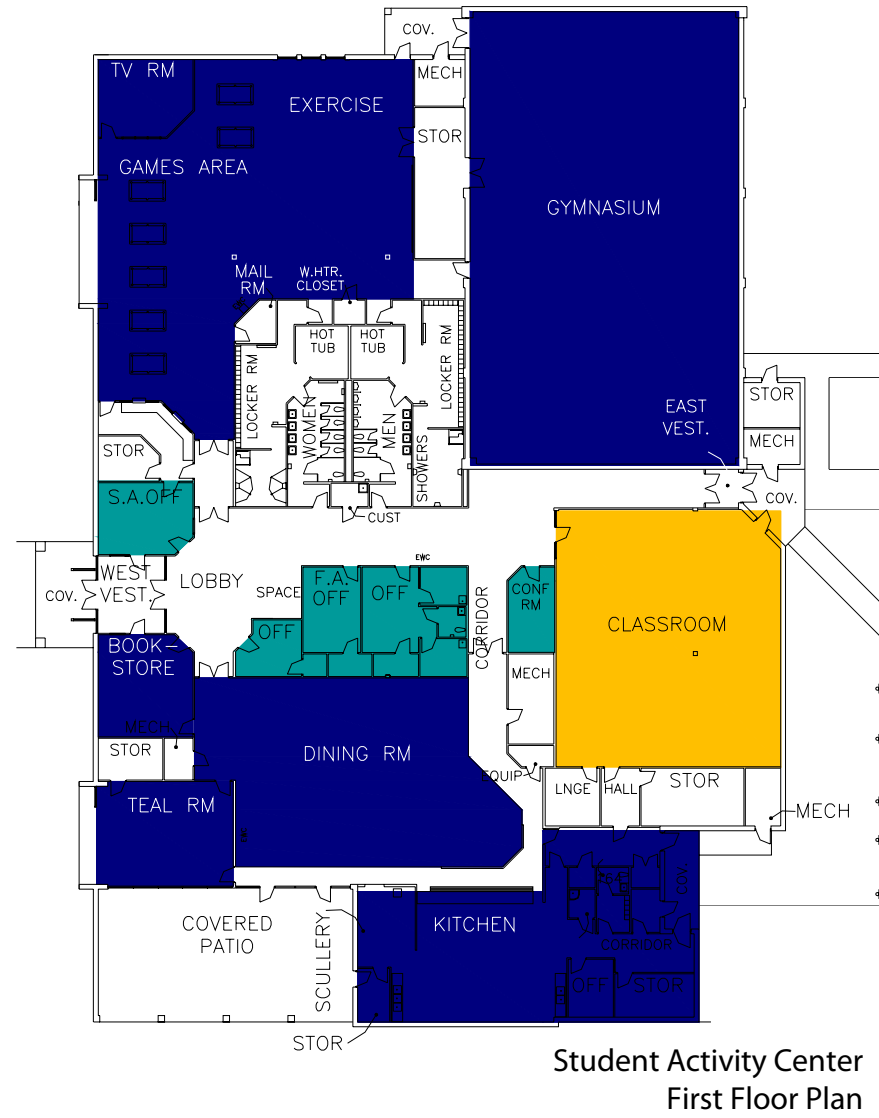 COV.
TV RM
MECH
EXERCISE
STOR
GAMES AREA
GYMNASIUM
MAIL
RM
W.HTR.
CLOSET
HOT
TUB
HOT
TUB
LOCKER RM
LOCKER RM
WOMEN
MEN
SHOWERS
EAST
VEST.
STOR
MECH
STOR
S.A.OFF
CUST
COV.
EWC
WEST
VEST.
COV.
LOBBY
SPACE
F.A.
OFF
OFF
OFF
CORRIDOR
CONF
RM
CLASSROOM
BOOK-
STORE
MECH
STOR
MECH
DINING RM
EQUIP
LNGE
HALL
STOR
MECH
TEAL RM
EWC
COVERED
PATIO
SCULLERY
KITCHEN
COV.
CORRIDOR
OFF
STOR
STOR
Student Activity Center
First Floor Plan